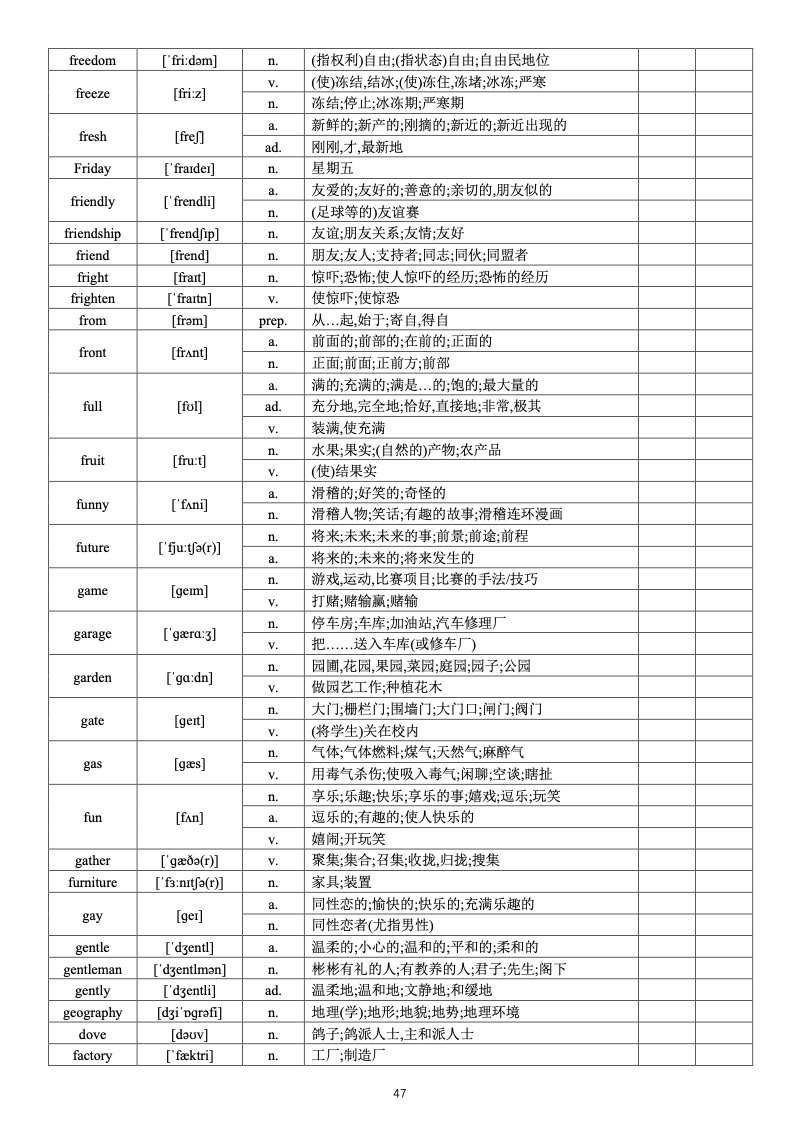 freedom [ˈfriːdəm] n. (指权利)自由;(指状态)自由;自由民地位
freeze [friːz] v. (使)冻结,结冰;(使)冻住,冻堵;冰冻;严寒
n. 冻结;停止;冰冻期;严寒期
fresh [freʃ] a. 新鲜的;新产的;刚摘的;新近的;新近出现的
ad. 刚刚,才,最新地
Friday [ˈfraɪdeɪ] n. 星期五
friendly [ˈfrendli] a. 友爱的;友好的;善意的;亲切的,朋友似的
n. (足球等的)友谊赛
friendship [ˈfrendʃɪp] n. 友谊;朋友关系;友情;友好
friend [frend] n. 朋友;友人;支持者;同志;同伙;同盟者
fright [fraɪt] n. 惊吓;恐怖;使人惊吓的经历;恐怖的经历
frighten [ˈfraɪtn] v. 使惊吓;使惊恐
from [frəm] prep. 从…起,始于;寄自,得自
front [frʌnt] a. 前面的;前部的;在前的;正面的
n. 正面;前面;正前方;前部
full [fʊl] a. 满的;充满的;满是…的;饱的;最大量的
ad. 充分地,完全地;恰好,直接地;非常,极其
v. 装满,使充满
fruit [fruːt] n. 水果;果实;(自然的)产物;农产品
v. (使)结果实
funny [ˈfʌni] a. 滑稽的;好笑的;奇怪的
n. 滑稽人物;笑话;有趣的故事;滑稽连环漫画
future [ˈfjuːtʃə(r)] n. 将来;未来;未来的事;前景;前途;前程
a. 将来的;未来的;将来发生的
game [ɡeɪm] n. 游戏,运动,比赛项目;比赛的手法/技巧
v. 打赌;赌输赢;赌输
garage [ˈɡærɑːʒ] n. 停车房;车库;加油站,汽车修理厂
v. 把……送入车库(或修车厂)
garden [ˈɡɑːdn] n. 园圃,花园,果园,菜园;庭园;园子;公园
v. 做园艺工作;种植花木
gate [ɡeɪt] n. 大门;栅栏门;围墙门;大门口;闸门;阀门
v. (将学生)关在校内
gas [ɡæs] n. 气体;气体燃料;煤气;天然气;麻醉气
v. 用毒气杀伤;使吸入毒气;闲聊;空谈;瞎扯
fun [fʌn] n. 享乐;乐趣;快乐;享乐的事;嬉戏;逗乐;玩笑
a. 逗乐的;有趣的;使人快乐的
v. 嬉闹;开玩笑
gather [ˈɡæðə(r)] v. 聚集;集合;召集;收拢,归拢;搜集
furniture [ˈfɜːnɪtʃə(r)] n. 家具;装置
gay [ɡeɪ] a. 同性恋的;愉快的;快乐的;充满乐趣的
n. 同性恋者(尤指男性)
gentle [ˈdʒentl] a. 温柔的;小心的;温和的;平和的;柔和的
gentleman [ˈdʒentlmən] n. 彬彬有礼的人;有教养的人;君子;先生;阁下
gently [ˈdʒentli] ad. 温柔地;温和地;文静地;和缓地
geography [dʒiˈɒɡrəfi] n. 地理(学);地形;地貌;地势;地理环境
dove [dəʊv] n. 鸽子;鸽派人士,主和派人士
factory [ˈfæktri] n. 工厂;制造厂
47